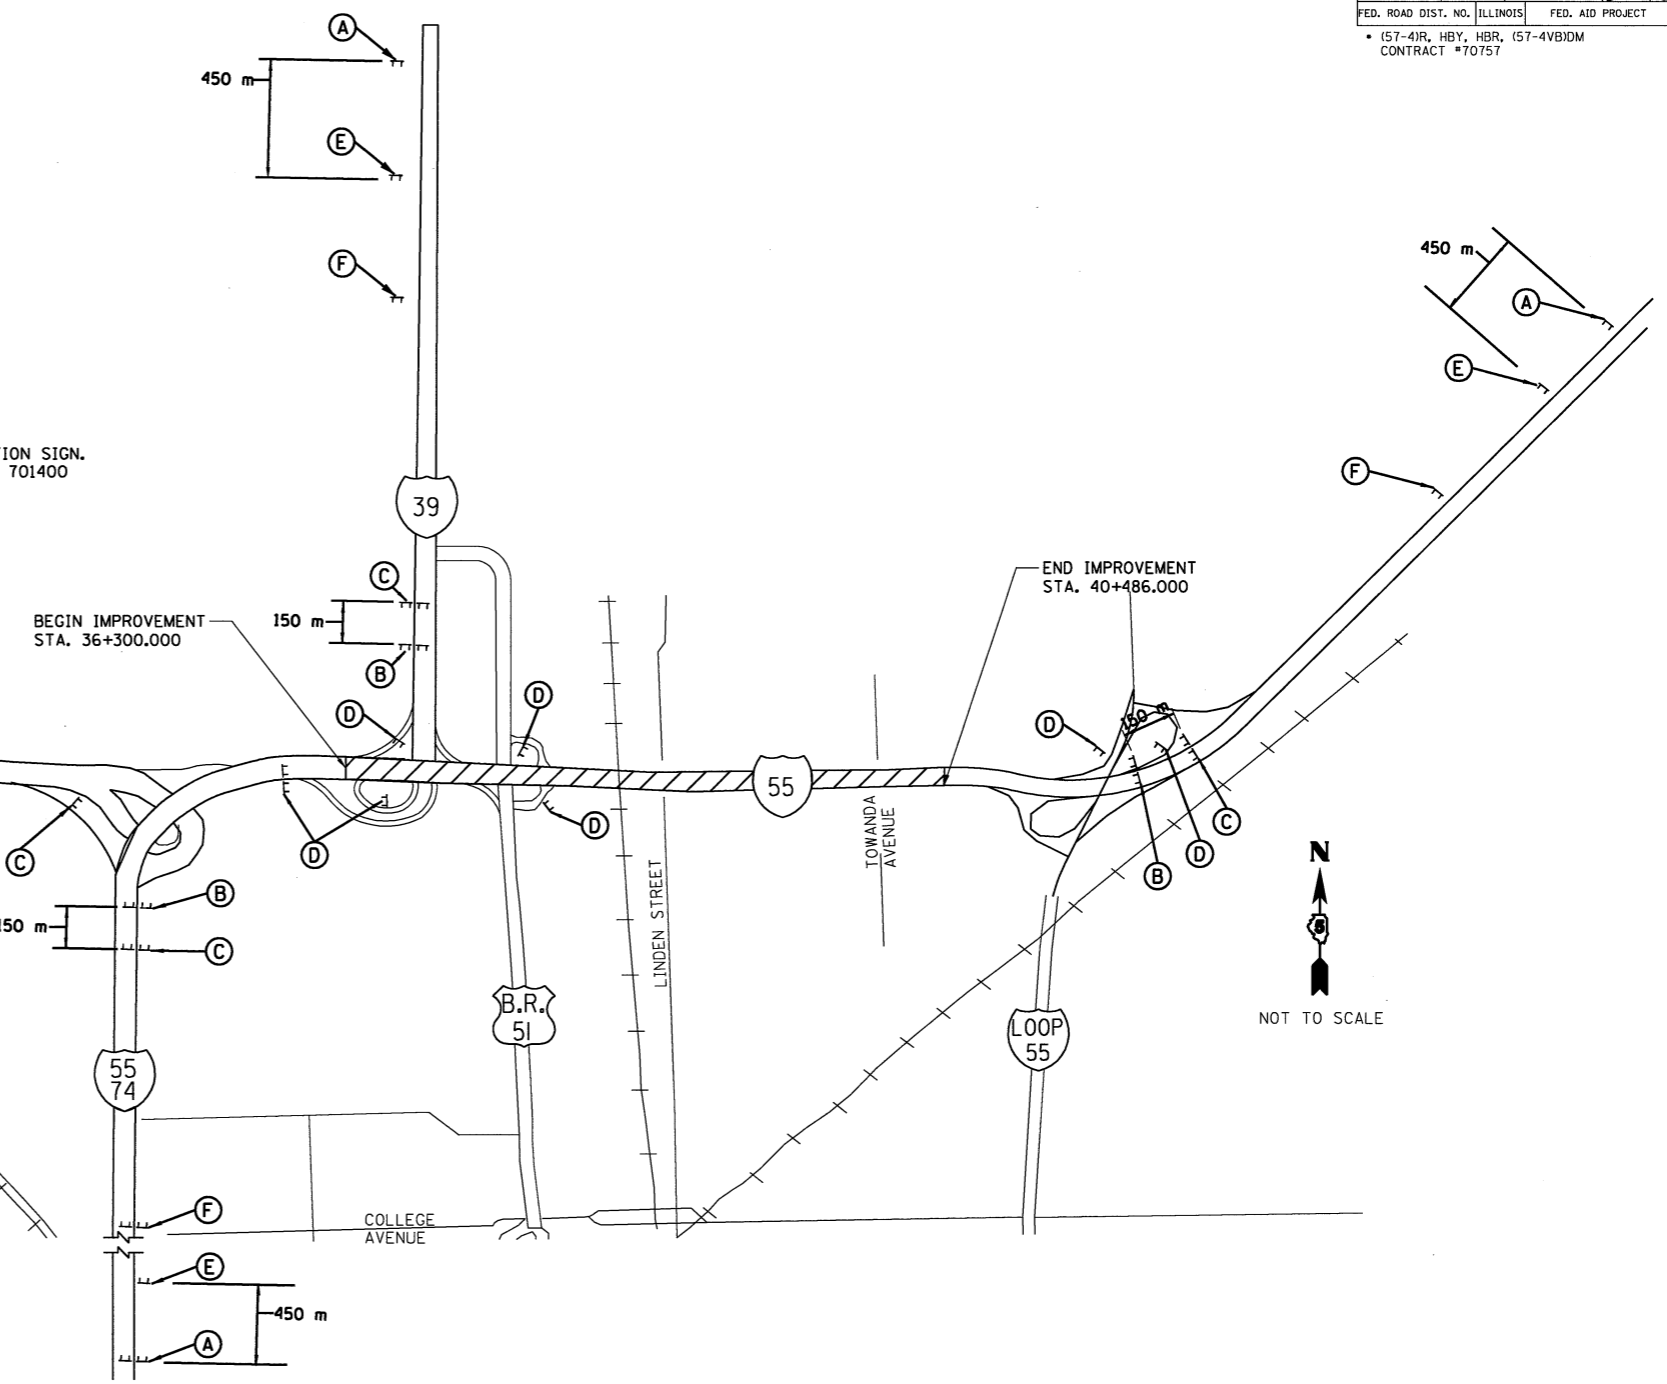 FED. ROAD DIST. NO. ILLINOIS FED. AID PROJECT
• (57-4)R, HBY, HBR, (57-4VB)DM
CONTRACT #70757
A
450 m
E
F
450 m
A
E
F
TION SIGN.
701400
39
C
150 m
B
BEGIN IMPROVEMENT
STA. 36+300.000
END IMPROVEMENT
STA. 40+486.000
D
D
D
150 m
55
TOWANDA
AVENUE
D
D
C
D
B
C
B
150 m
C
LINDEN STREET
N
5
NOT TO SCALE
B.R.
51
LOOP
55
55
74
F
COLLEGE
AVENUE
E
450 m
A